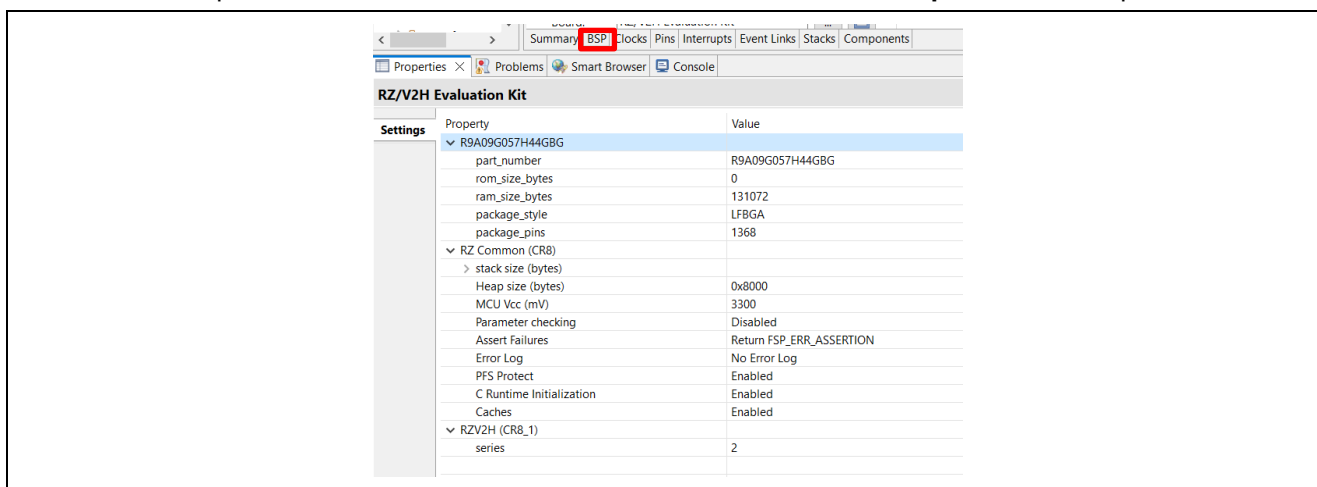 Summary BSP Clocks Pins Interrupts Event Links Stacks Components
Properties Problems Smart Browser Console
RZ/V2H Evaluation Kit
Settings Property Value
R9A09G057H44GBG
part_number R9A09G057H44GBG
rom_size_bytes 0
ram_size_bytes 131072
package_style LFBGA
package_pins 1368
RZ Common (CR8)
stack size (bytes)
Heap size (bytes) 0x8000
MCU Vcc (mV) 3300
Parameter checking Disabled
Assert Failures Return FSP_ERR_ASSERTION
Error Log No Error Log
PFS Protect Enabled
C Runtime Initialization Enabled
Caches Enabled
RZV2H (CR8_1)
series 2